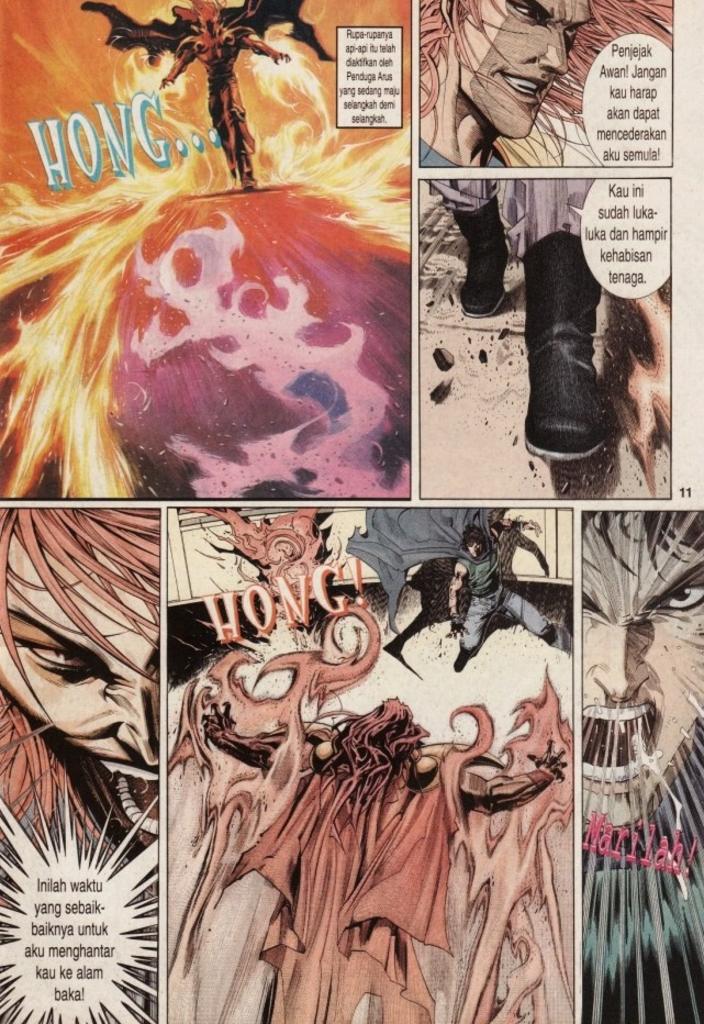 Rupa-rupanya
api-api itu telah
diaktifkan oleh
Penduga Arus
yang sedang maju
selangkah demi
selangkah.
HONG...
Penjejak
Awan! Jangan
kau harap
akan dapat
mencederakan
aku semula!
Kau ini
sudah luka-
luka dan hampir
kehabisan
tenaga.
11
Inilah waktu
yang sebaik-
baiknya untuk
aku menghantar
kau ke alam
baka!
HONG!
Marilah!